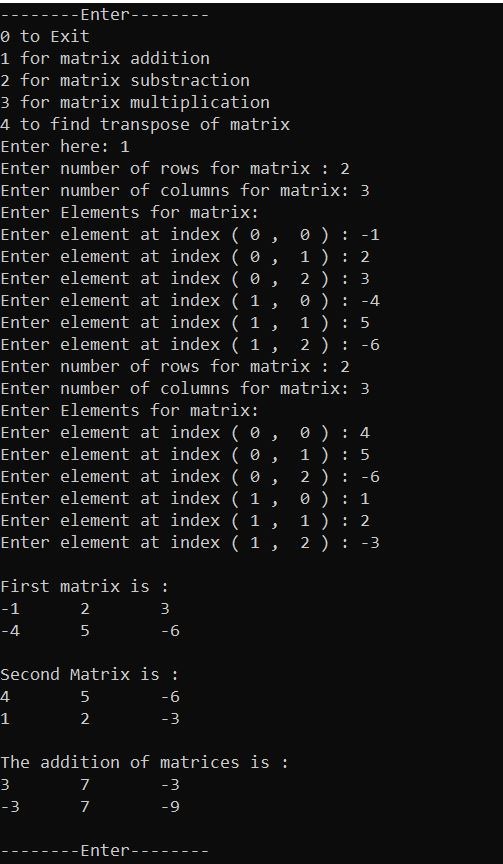 --------Enter--------
0 to Exit
1 for matrix addition
2 for matrix substraction
3 for matrix multiplication
4 to find transpose of matrix
Enter here: 1
Enter number of rows for matrix : 2
Enter number of columns for matrix: 3
Enter Elements for matrix:
Enter element at index ( 0 ,  0 ) : -1
Enter element at index ( 0 ,  1 ) : 2
Enter element at index ( 0 ,  2 ) : 3
Enter element at index ( 1 ,  0 ) : -4
Enter element at index ( 1 ,  1 ) : 5
Enter element at index ( 1 ,  2 ) : -6
Enter number of rows for matrix : 2
Enter number of columns for matrix: 3
Enter Elements for matrix:
Enter element at index ( 0 ,  0 ) : 4
Enter element at index ( 0 ,  1 ) : 5
Enter element at index ( 0 ,  2 ) : -6
Enter element at index ( 1 ,  0 ) : 1
Enter element at index ( 1 ,  1 ) : 2
Enter element at index ( 1 ,  2 ) : -3

First matrix is :
-1      2       3
-4      5       -6

Second Matrix is :
4       5       -6
1       2       -3

The addition of matrices is :
3       7       -3
-3      7       -9

--------Enter--------